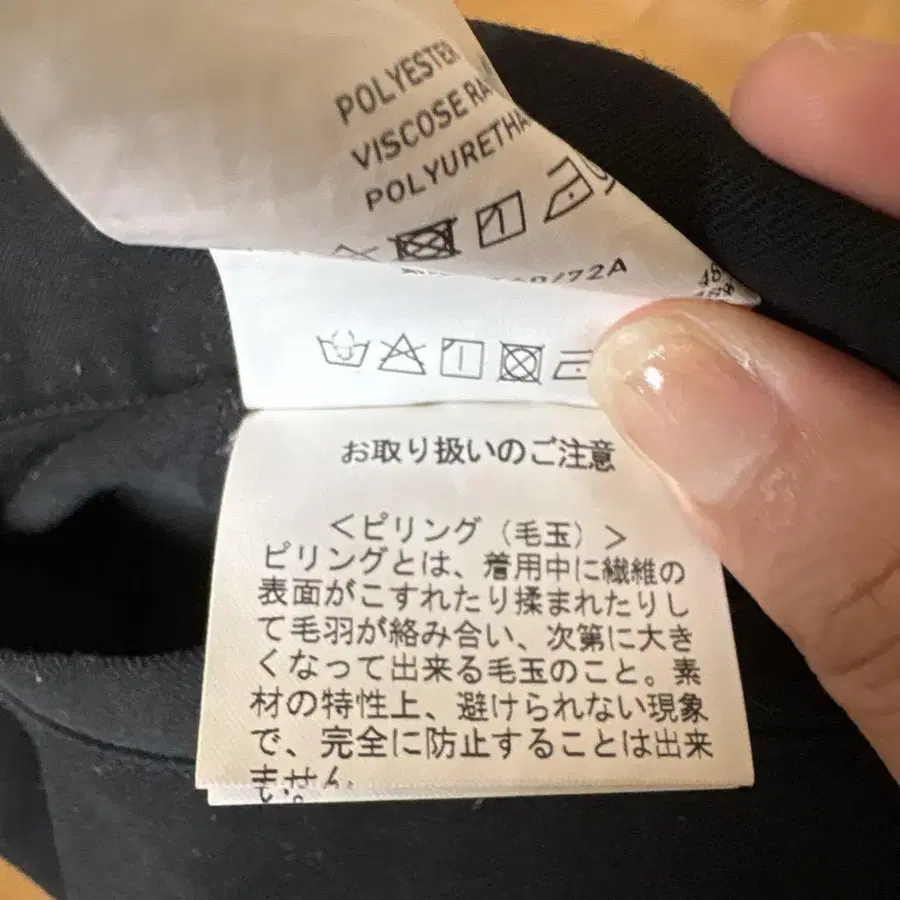 POLYESTER
VISCOSE
/72A
お取り扱いのご注意
＜ピリング（毛玉）＞
ピリングとは、着用中に繊維の
表面がこすれたり揉まれたりし
て毛羽が絡み合い、次第に大き
くなって出来る毛玉のこと。素
材の特性上、避けられない現象
で、完全に防止することは出来
ません。